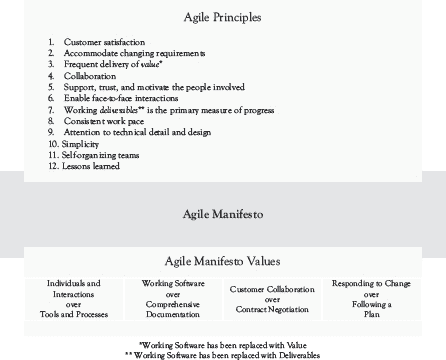 Agile Principles
1. Customer satisfaction
2. Accommodate changing requirements
3. Frequent delivery of value*
4. Collaboration
5. Support, trust, and motivate the people involved
6. Enable face-to-face interactions
7. Working deliverables** is the primary measure of progress
8. Consistent work pace
9. Attention to technical detail and design
10. Simplicity
11. Self-organizing teams
12. Lessons learned
Agile Manifesto
Agile Manifesto Values
Individuals and
Interactions
over
Tools and Processes
Working Software
over
Comprehensive
Documentation
Customer Collaboration
over
Contract Negotiation
Responding to Change
over
Following a
Plan
*Working Software has been replaced with Value
** Working Software has been replaced with Deliverables